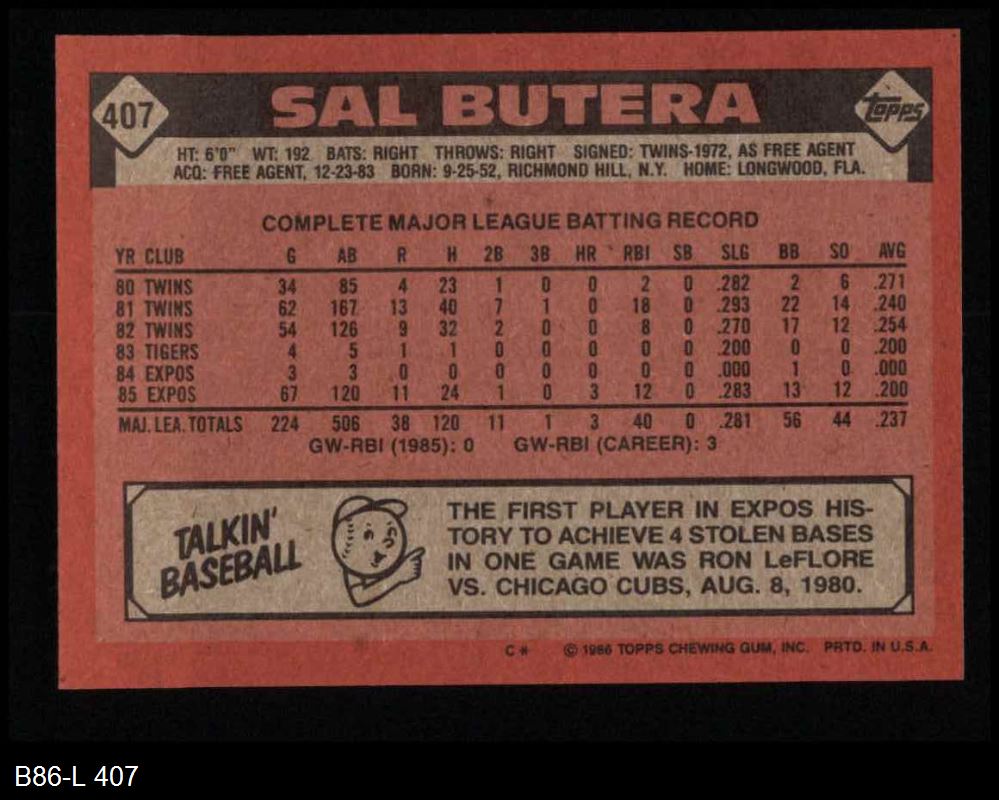 407
SAL BUTERA
TOPPS
HT: 6'0" WT: 192 BATS: RIGHT THROWS: RIGHT SIGNED: TWINS-1972, AS FREE AGENT
ACQ: FREE AGENT, 12-23-83 BORN: 9-25-52, RICHMOND HILL, N.Y. HOME: LONGWOOD, FLA.
COMPLETE MAJOR LEAGUE BATTING RECORD
YR CLUB G AB R H 2B 3B HR RBI SB SLG BB SO AVG
80 TWINS 34 85 4 23 1 0 0 2 0 .282 2 6 .271
81 TWINS 62 167 13 40 7 1 0 18 0 .293 22 14 .240
82 TWINS 54 126 9 32 2 0 0 8 0 .270 17 12 .254
83 TIGERS 4 5 1 1 0 0 0 0 0 .200 0 0 .200
84 EXPOS 3 3 0 0 0 0 0 0 0 .000 1 0 .000
85 EXPOS 67 120 11 24 1 0 3 12 0 .283 13 12 .200
MAJ. LEA. TOTALS 224 506 38 120 11 1 3 40 0 .281 56 44 .237
GW-RBI (1985): 0 GW-RBI (CAREER): 3
TALKIN'
BASEBALL
THE FIRST PLAYER IN EXPOS HIS-
TORY TO ACHIEVE 4 STOLEN BASES
IN ONE GAME WAS RON LeFLORE
VS. CHICAGO CUBS, AUG. 8, 1980.
C* © 1986 TOPPS CHEWING GUM, INC. PRTD. IN U.S.A.
B86-L 407